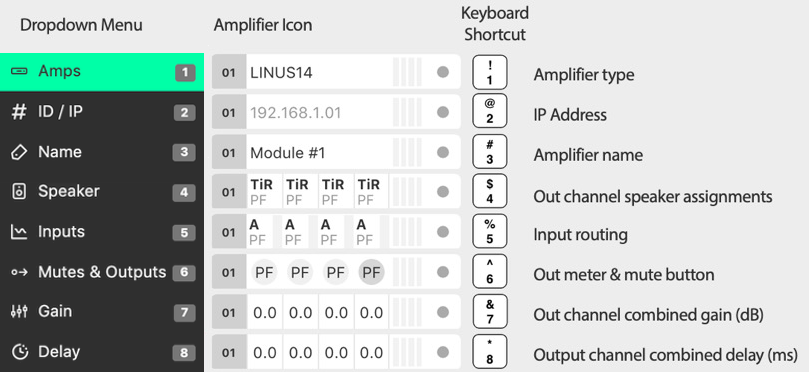 Dropdown Menu Amplifier Icon Keyboard Shortcut
Amps 1 01 LINUS14 ! 1 Amplifier type
# ID / IP 2 01 192.168.1.01 @ 2 IP Address
Name 3 01 Module #1 # 3 Amplifier name
Speaker 4 01 TiR PF TiR PF TiR PF TiR PF $ 4 Out channel speaker assignments
Inputs 5 01 A PF A PF A PF A PF % 5 Input routing
Mutes & Outputs 6 01 PF PF PF PF ^ 6 Out meter & mute button
Gain 7 01 0.0 0.0 0.0 0.0 & 7 Out channel combined gain (dB)
Delay 8 01 0.0 0.0 0.0 0.0 * 8 Output channel combined delay (ms)